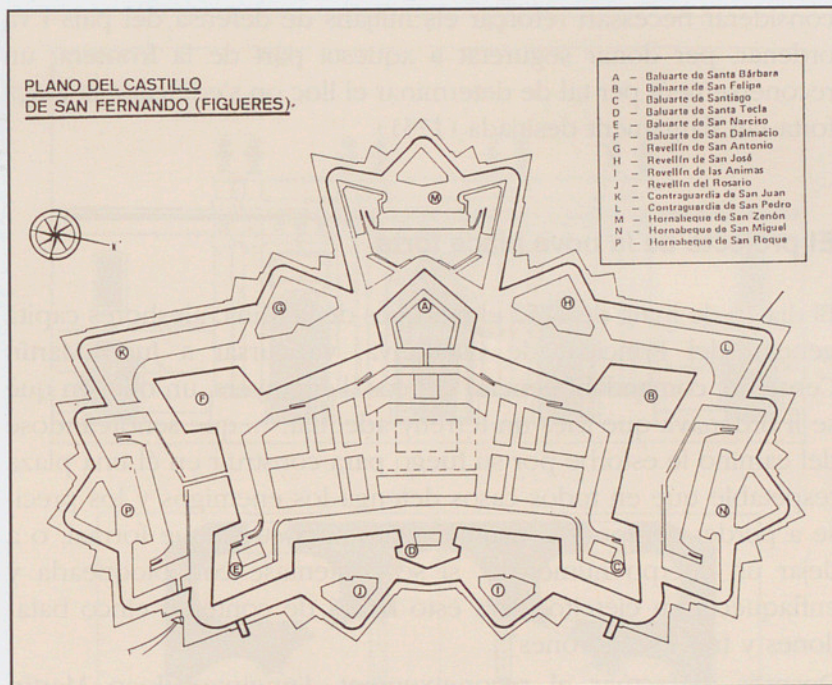 PLANO DEL CASTILLO
DE SAN FERNANDO (FIGUERES).
A – Baluarte de Santa Bárbara
B – Baluarte de San Felipe
C – Baluarte de Santiago
D – Baluarte de Santa Tecla
E – Baluarte de San Narciso
F – Baluarte de San Dalmacio
G – Revellín de San Antonio
H – Revellín de San José
I – Revellín de las Animas
J – Revellín del Rosario
K – Contraguardia de San Juan
L – Contraguardia de San Pedro
M – Hornabeque de San Zenón
N – Hornabeque de San Miguel
P – Hornabeque de San Roque
M
G
A
H
K
L
F
B
P
N
E
D
C
J
I